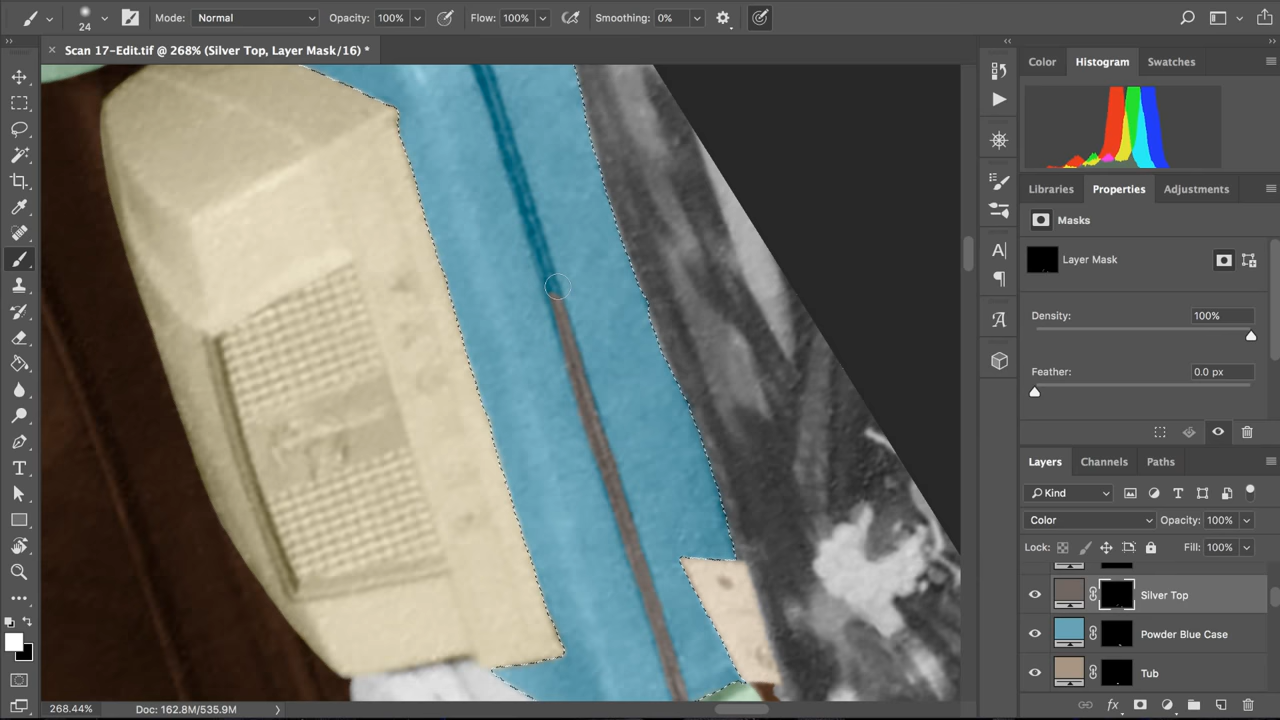 24
Mode: Normal
Opacity: 100%
Flow: 100%
Smoothing: 0%
Scan 17-Edit.tif @ 268% (Silver Top, Layer Mask/16) *
Color
Histogram
Swatches
Libraries
Properties
Adjustments
Masks
Layer Mask
Density: 100%
Feather: 0.0 px
Layers
Channels
Paths
Kind
Color
Opacity: 100%
Lock:
Fill: 100%
Silver Top
Powder Blue Case
Tub
fx
268.44%
Doc: 162.8M/535.9M